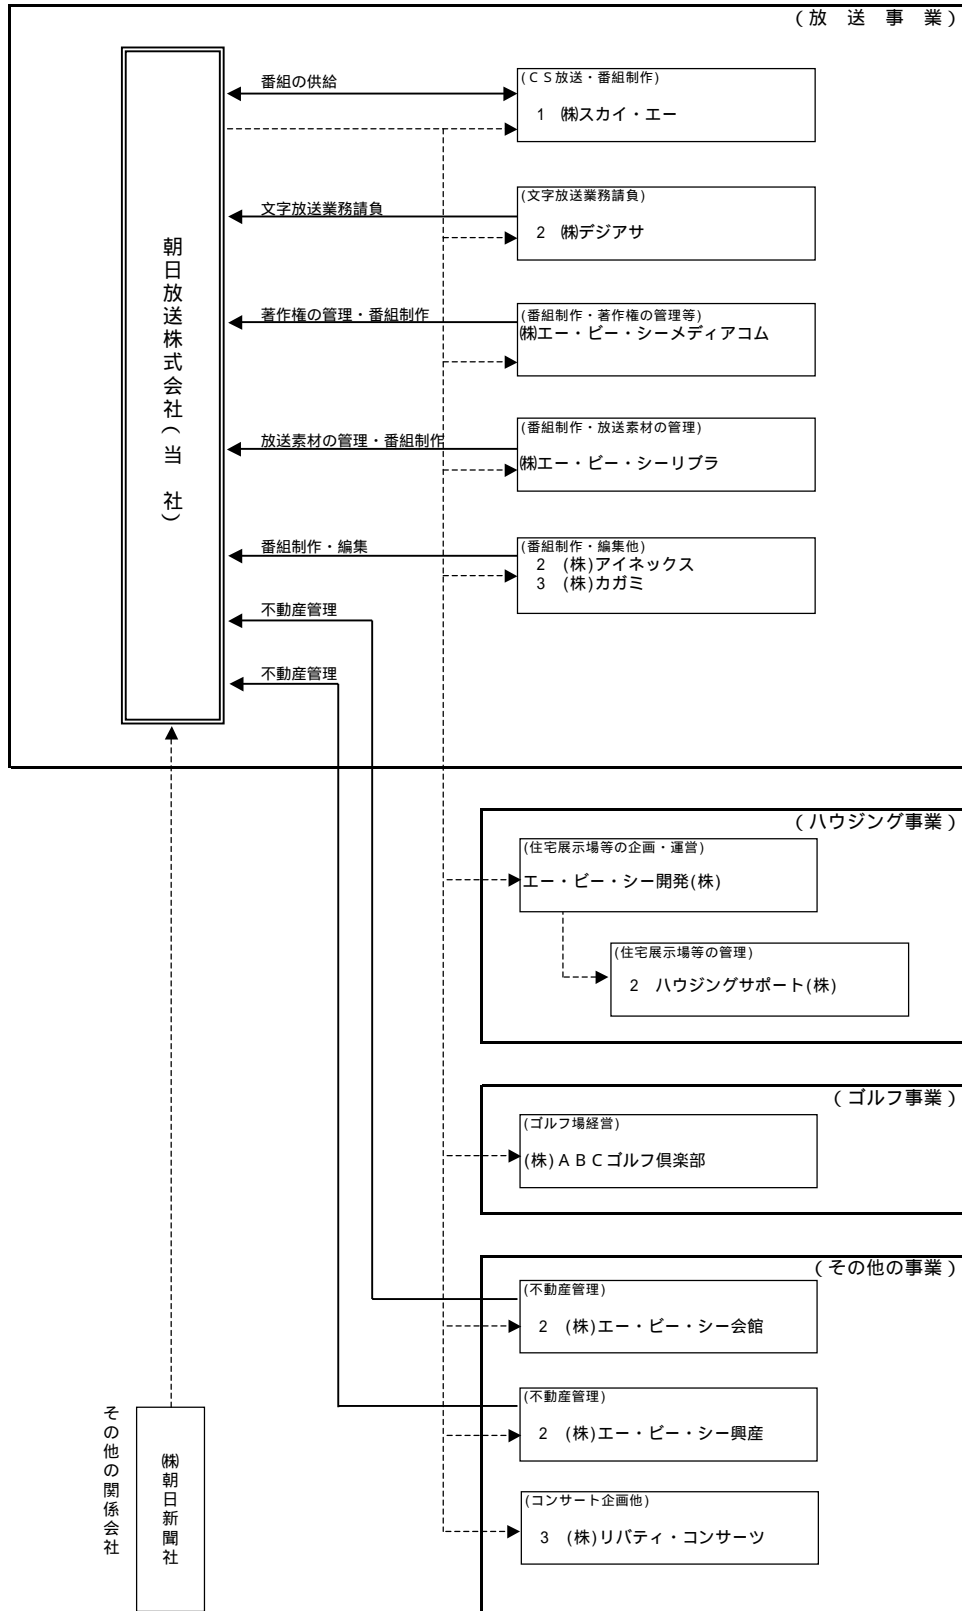 (放 送 事 業)
朝日放送株式会社(当 社)
番組の供給
(CS放送・番組制作)
1 ㈱スカイ・エー
文字放送業務請負
(文字放送業務請負)
2 ㈱デジアサ
著作権の管理・番組制作
(番組制作・著作権の管理等)
㈱エー・ビー・シーメディアコム
放送素材の管理・番組制作
(番組制作・放送素材の管理)
㈱エー・ビー・シーリブラ
番組制作・編集
(番組制作・編集他)
2 (株)アイネックス
3 (株)カガミ
不動産管理
不動産管理
(ハウジング事業)
(住宅展示場等の企画・運営)
エー・ビー・シー開発(株)
(住宅展示場等の管理)
2 ハウジングサポート(株)
(ゴルフ事業)
(ゴルフ場経営)
(株)ABCゴルフ倶楽部
(その他の事業)
(不動産管理)
2 (株)エー・ビー・シー会館
(不動産管理)
2 (株)エー・ビー・シー興産
(コンサート企画他)
3 (株)リバティ・コンサーツ
その他の関係会社
㈱朝日新聞社